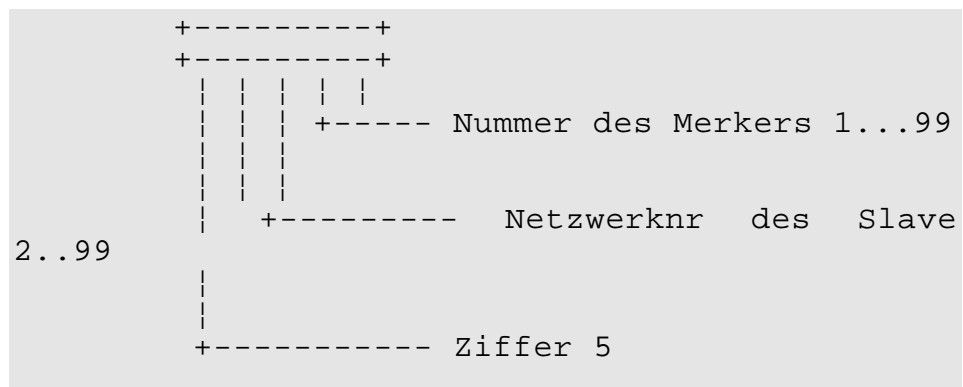 +---------+
+---------+
¦ ¦ ¦ ¦ ¦
¦ ¦ ¦ +----- Nummer des Merkers 1...99
¦ ¦ ¦
¦ ¦ ¦
¦ +--------- Netzwerknr des Slave
2..99
¦
¦
+----------- Ziffer 5